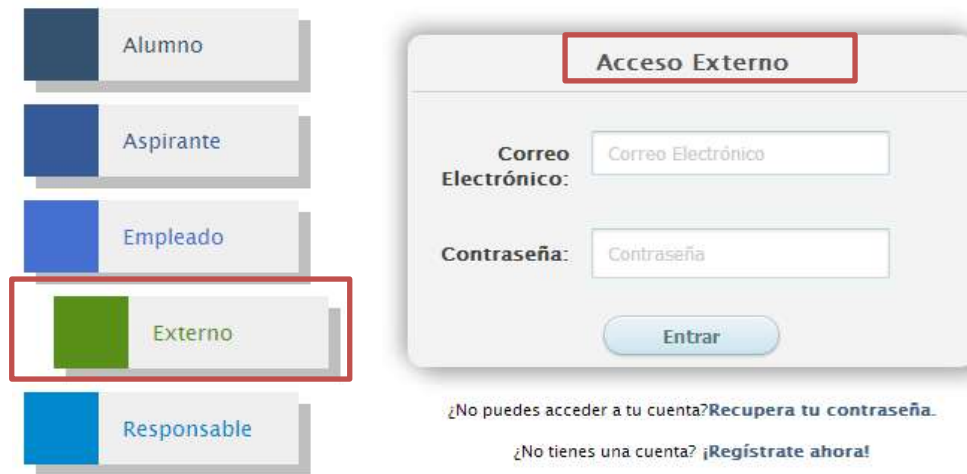 Alumno
Aspirante
Empleado
Externo
Responsable
Acceso Externo
Correo
Electrónico:
Correo Electrónico
Contraseña:
Contraseña
Entrar
¿No puedes acceder a tu cuenta?Recupera tu contraseña.
¿No tienes una cuenta? ¡Regístrate ahora!